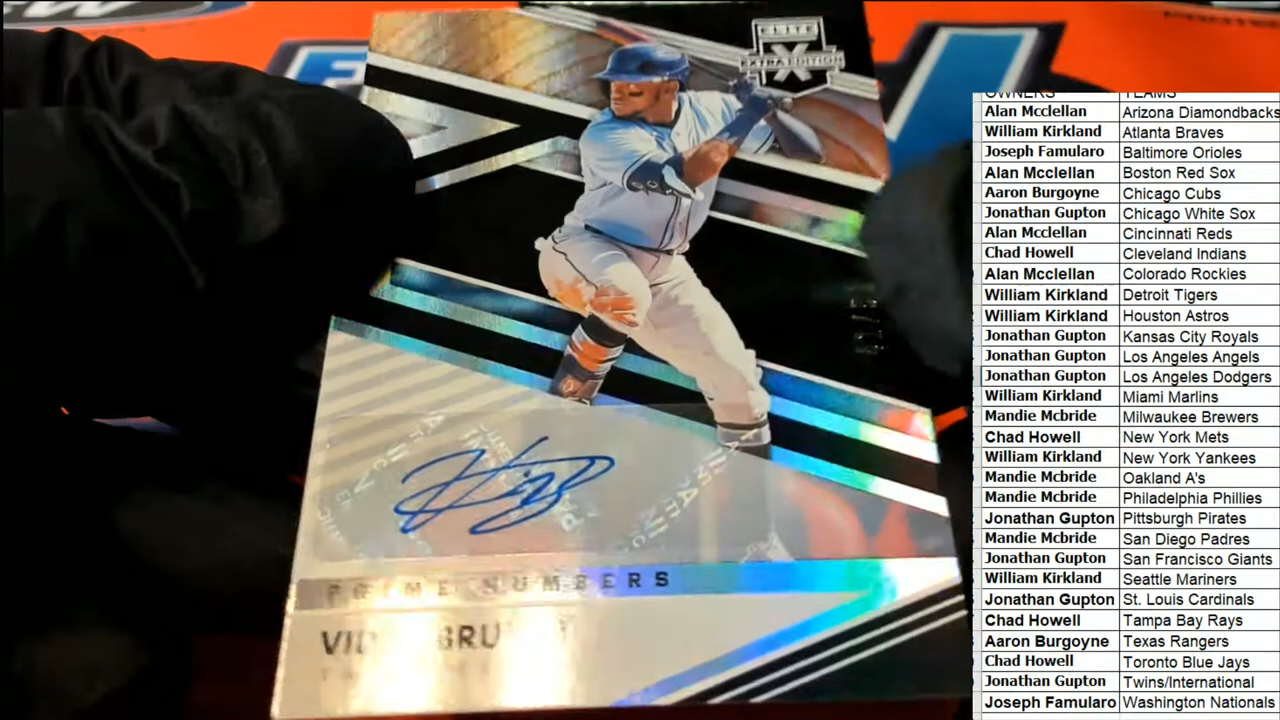 ELITE
X
EXTRA EDITION
PRIME NUMBERS
OWNERS TEAMS
Alan Mcclellan Arizona Diamondbacks
William Kirkland Atlanta Braves
Joseph Famularo Baltimore Orioles
Alan Mcclellan Boston Red Sox
Aaron Burgoyne Chicago Cubs
Jonathan Gupton Chicago White Sox
Alan Mcclellan Cincinnati Reds
Chad Howell Cleveland Indians
Alan Mcclellan Colorado Rockies
William Kirkland Detroit Tigers
William Kirkland Houston Astros
Jonathan Gupton Kansas City Royals
Jonathan Gupton Los Angeles Angels
Jonathan Gupton Los Angeles Dodgers
William Kirkland Miami Marlins
Mandie Mcbride Milwaukee Brewers
Chad Howell New York Mets
William Kirkland New York Yankees
Mandie Mcbride Oakland A's
Mandie Mcbride Philadelphia Phillies
Jonathan Gupton Pittsburgh Pirates
Mandie Mcbride San Diego Padres
Jonathan Gupton San Francisco Giants
William Kirkland Seattle Mariners
Jonathan Gupton St. Louis Cardinals
Chad Howell Tampa Bay Rays
Aaron Burgoyne Texas Rangers
Chad Howell Toronto Blue Jays
Jonathan Gupton Twins/International
Joseph Famularo Washington Nationals